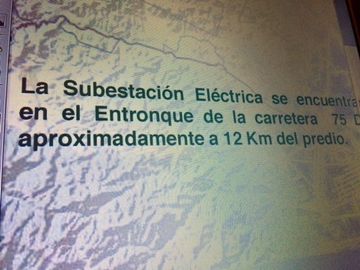 La Subestación Eléctrica se encuentra
en el Entronque de la carretera 75 D
aproximadamente a 12 Km del predio.